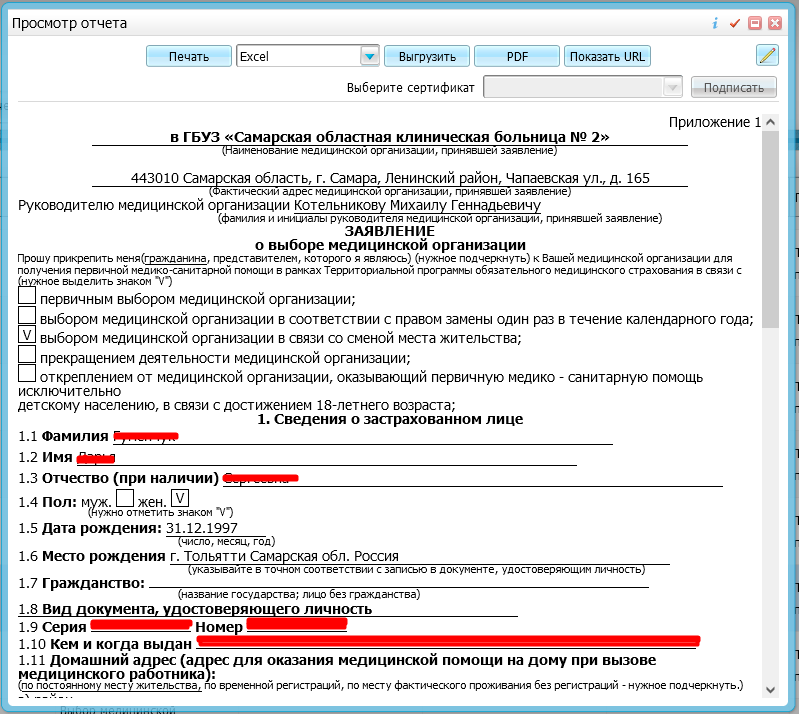 Просмотр отчета
Печать Excel Выгрузить PDF Показать URL
Выберите сертификат Подписать
Приложение 1
в ГБУЗ «Самарская областная клиническая больница № 2»
(Наименование медицинской организации, принявшей заявление)
443010 Самарская область, г. Самара, Ленинский район, Чапаевская ул., д. 165
(Фактический адрес медицинской организации, принявшей заявление)
Руководителю медицинской организации Котельникову Михаилу Геннадьевичу
(фамилия и инициалы руководителя медицинской организации, принявшей заявление)
ЗАЯВЛЕНИЕ
о выборе медицинской организации
Прошу прикрепить меня(гражданина, представителем, которого я являюсь) (нужное подчеркнуть) к Вашей медицинской организации для
получения первичной медико-санитарной помощи в рамках Территориальной программы обязательного медицинского страхования в связи с
(нужное выделить знаком "V")
первичным выбором медицинской организации;
выбором медицинской организации в соответствии с правом замены один раз в течение календарного года;
V выбором медицинской организации в связи со сменой места жительства;
прекращением деятельности медицинской организации;
откреплением от медицинской организации, оказывающий первичную медико - санитарную помощь
исключительно
детскому населению, в связи с достижением 18-летнего возраста;
1. Сведения о застрахованном лице
1.1 Фамилия
1.2 Имя
1.3 Отчество (при наличии)
1.4 Пол: муж. жен. V
(нужно отметить знаком "V")
1.5 Дата рождения: 31.12.1997
(число, месяц, год)
1.6 Место рождения г. Тольятти Самарская обл. Россия
(указывайте в точном соответствии с записью в документе, удостоверяющим личность)
1.7 Гражданство:
(название государства; лицо без гражданства)
1.8 Вид документа, удостоверяющего личность
1.9 Серия Номер
1.10 Кем и когда выдан
1.11 Домашний адрес (адрес для оказания медицинской помощи на дому при вызове
медицинского работника):
(по постоянному месту жительства, по временной регистраций, по месту фактического проживания без регистраций - нужное подчеркнуть.)